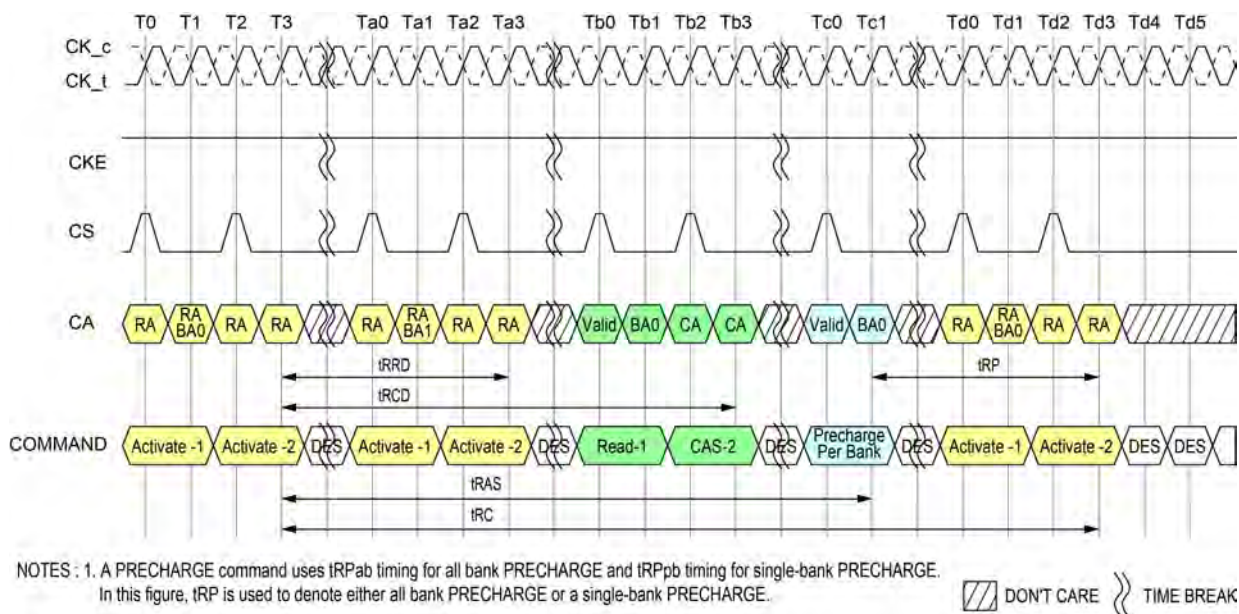 T0 T1 T2 T3 Ta0 Ta1 Ta2 Ta3 Tb0 Tb1 Tb2 Tb3 Tc0 Tc1 Td0 Td1 Td2 Td3 Td4 Td5
CK_c
CK_t
CKE
CS
CA RA RA BA0 RA RA RA RA BA1 RA RA Valid BA0 CA CA Valid BA0 RA RA BA0 RA RA
tRRD tRP
tRCD
COMMAND Activate -1 Activate -2 DES Activate -1 Activate -2 DES Read-1 CAS-2 DES Precharge Per Bank DES Activate -1 Activate -2 DES DES
tRAS
tRC
NOTES : 1. A PRECHARGE command uses tRPab timing for all bank PRECHARGE and tRPpb timing for single-bank PRECHARGE.
In this figure, tRP is used to denote either all bank PRECHARGE or a single-bank PRECHARGE.
DON'T CARE TIME BREAK